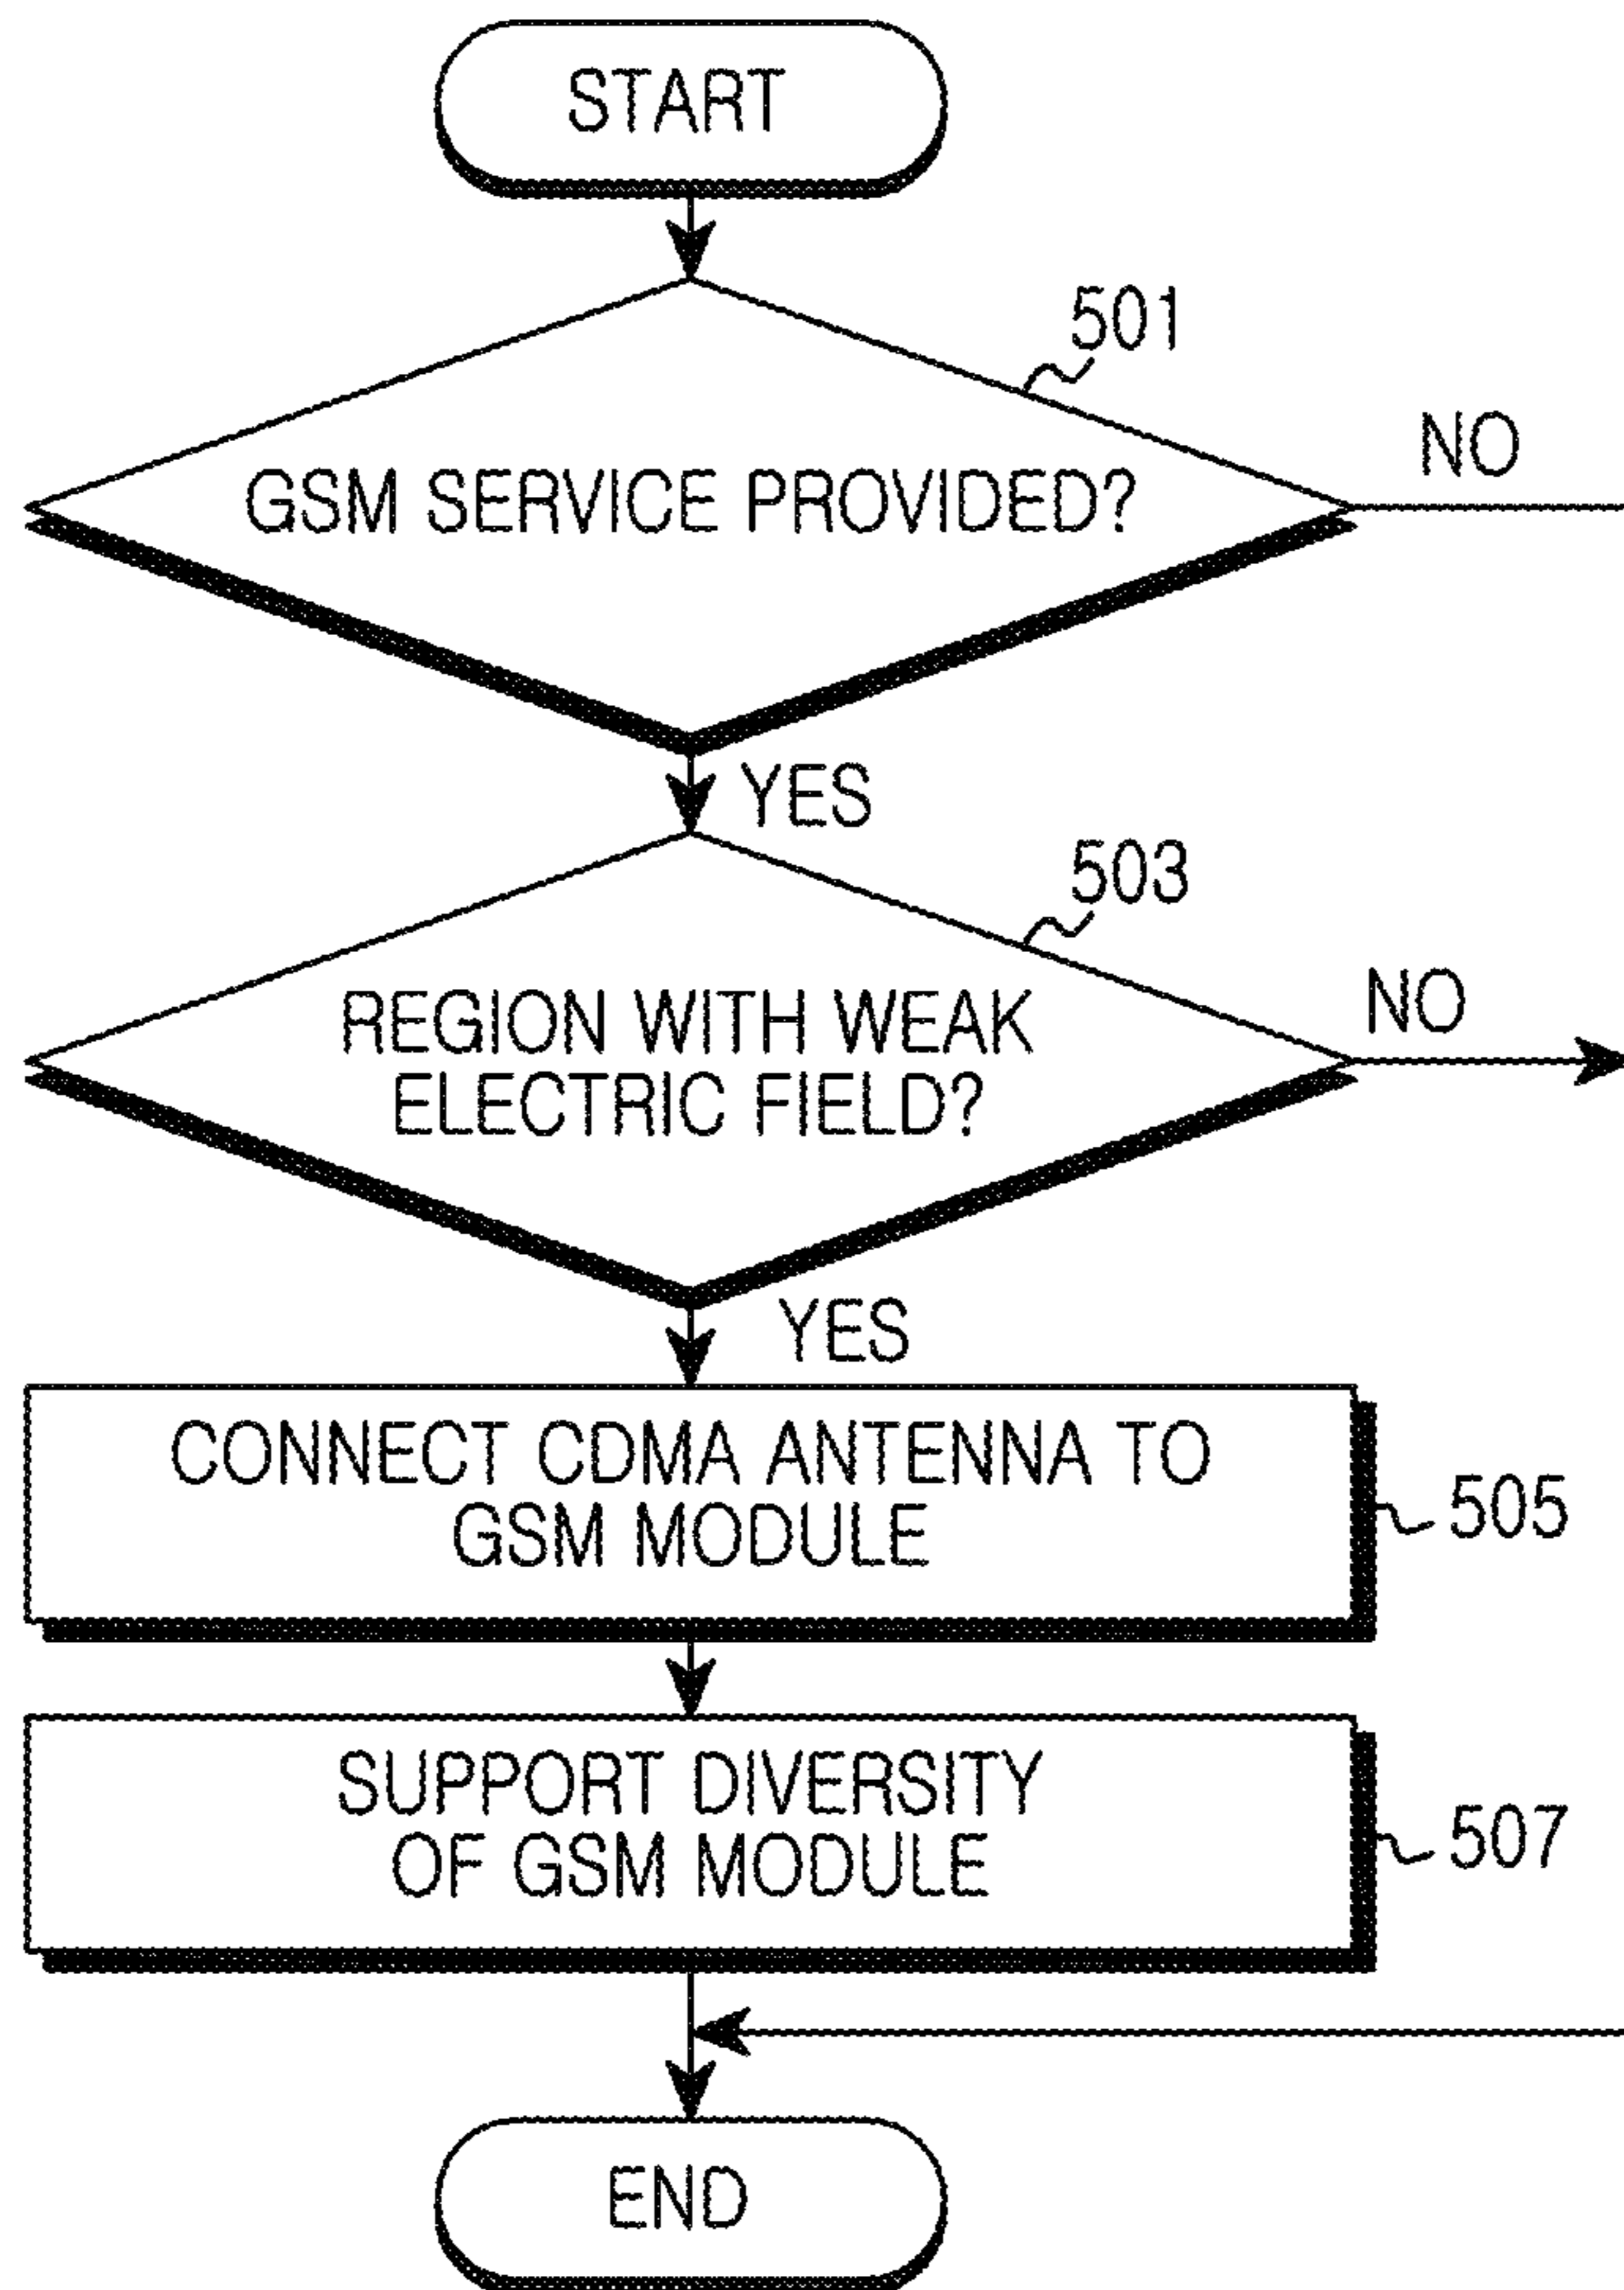 START
501
GSM SERVICE PROVIDED?
NO
YES
503
REGION WITH WEAK
ELECTRIC FIELD?
NO
YES
CONNECT CDMA ANTENNA TO
GSM MODULE
505
SUPPORT DIVERSITY
OF GSM MODULE
507
END